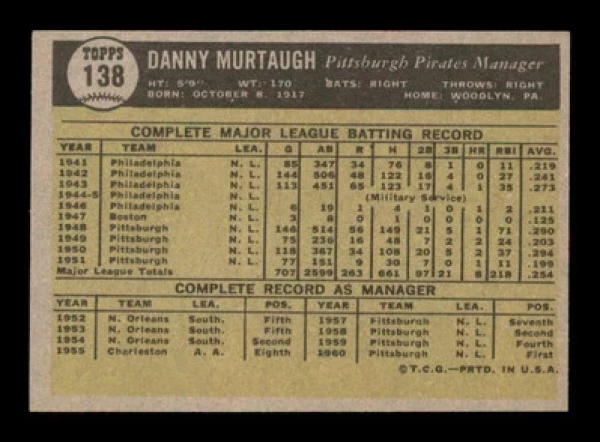 TOPPS
138
DANNY MURTAUGH Pittsburgh Pirates Manager
HT: 5'9" WT: 170 BATS: RIGHT THROWS: RIGHT
BORN: OCTOBER 8, 1917 HOME: WOODLYN, PA.
COMPLETE MAJOR LEAGUE BATTING RECORD
YEAR TEAM LEA. G AB R H 2B 3B HR RBI AVG.
1941 Philadelphia N. L. 85 347 34 76 8 1 0 11 .219
1942 Philadelphia N. L. 144 506 48 122 16 4 0 27 .241
1943 Philadelphia N. L. 113 451 65 123 17 4 1 35 .273
1944-5 Philadelphia N. L. (Military Service)
1946 Philadelphia N. L. 6 19 1 4 1 0 1 2 .211
1947 Boston N. L. 3 8 0 1 0 0 0 0 .125
1948 Pittsburgh N. L. 146 514 56 149 21 5 1 71 .290
1949 Pittsburgh N. L. 75 236 16 48 7 2 2 24 .203
1950 Pittsburgh N. L. 118 367 34 108 20 5 2 37 .294
1951 Pittsburgh N. L. 77 151 9 30 7 0 1 11 .199
Major League Totals 707 2599 263 661 97 21 8 218 .254
COMPLETE RECORD AS MANAGER
YEAR TEAM LEA. POS. YEAR TEAM LEA. POS.
1952 N. Orleans South. Fifth 1957 Pittsburgh N. L. Seventh
1953 N. Orleans South. Fifth 1958 Pittsburgh N. L. Second
1954 N. Orleans South. Second 1959 Pittsburgh N. L. Fourth
1955 Charleston A. A. Eighth 1960 Pittsburgh N. L. First
©T.C.G.—PRTD. IN U.S.A.